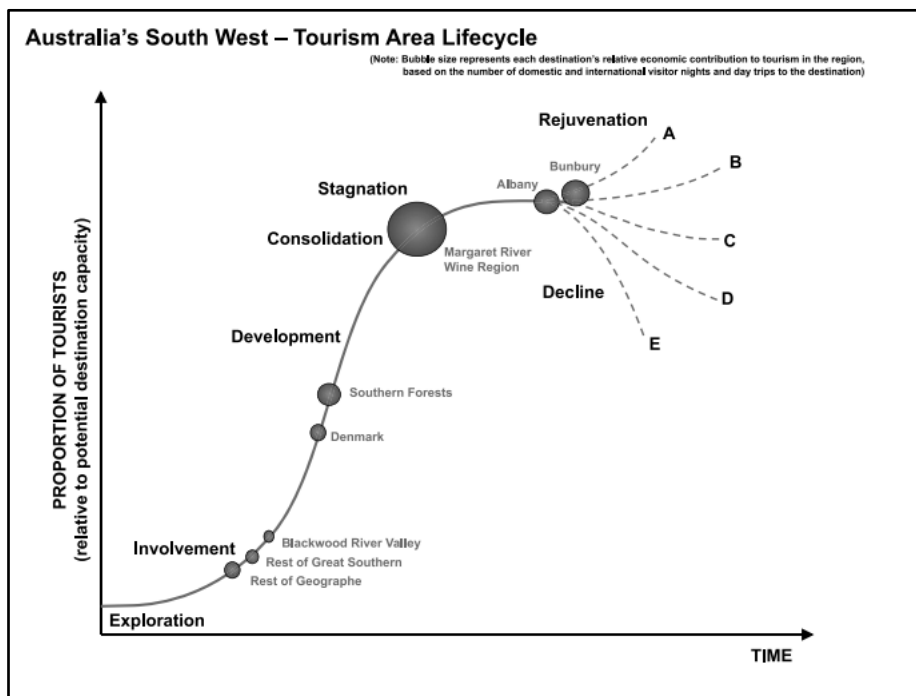 Australia's South West – Tourism Area Lifecycle
(Note: Bubble size represents each destination's relative economic contribution to tourism in the region,
based on the number of domestic and international visitor nights and day trips to the destination)
Rejuvenation
A
Bunbury
B
Albany
Stagnation
Consolidation
C
Margaret River
Wine Region
Decline
D
E
Development
Southern Forests
Denmark
PROPORTION OF TOURISTS
(relative to potential destination capacity)
Involvement
Blackwood River Valley
Rest of Great Southern
Rest of Geographe
Exploration
TIME